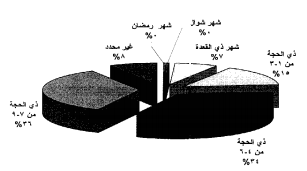 شهر شوال
%٠
شهر رمضان
%٠
غير محدد
%٨
شهر ذي القعدة
%٧
ذي الحجة
من ١-٣
%١٥
ذي الحجة
من ٤-٦
%٣٤
ذي الحجة
من ٧-٩
%٣٦